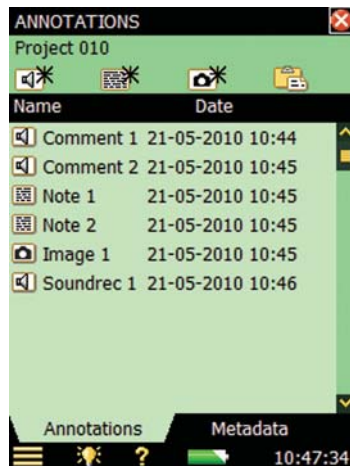 ANNOTATIONS
Project 010
Name Date
Comment 1 21-05-2010 10:44
Comment 2 21-05-2010 10:45
Note 1 21-05-2010 10:45
Note 2 21-05-2010 10:45
Image 1 21-05-2010 10:45
Soundrec 1 21-05-2010 10:46
Annotations Metadata
? 10:47:34